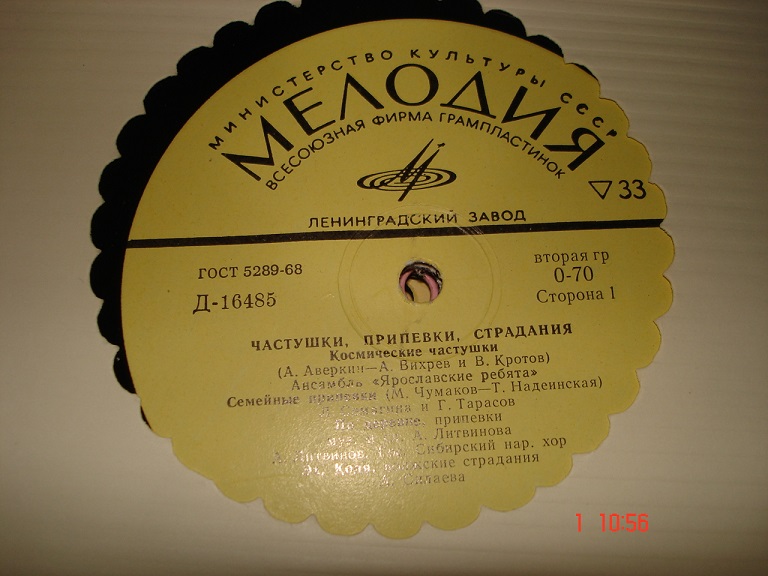 МИНИСТЕРСТВО КУЛЬТУРЫ СССР
МЕЛОДИЯ
ВСЕСОЮЗНАЯ ФИРМА ГРАМПЛАСТИНОК
33
ЛЕНИНГРАДСКИЙ ЗАВОД
ГОСТ 5289-68
Д-16485
вторая гр
0-70
Сторона 1
ЧАСТУШКИ, ПРИПЕВКИ, СТРАДАНИЯ
Космические частушки
(А. Аверкин—А. Вихрев и В. Кротов)
Ансамбль «Ярославские ребята»
Семейные припевки (М. Чумаков—Т. Надеинская)
и Г. Тарасов
припевки
А. Литвинова
Сибирский нар. хор
Коля, страдания
1 10:56